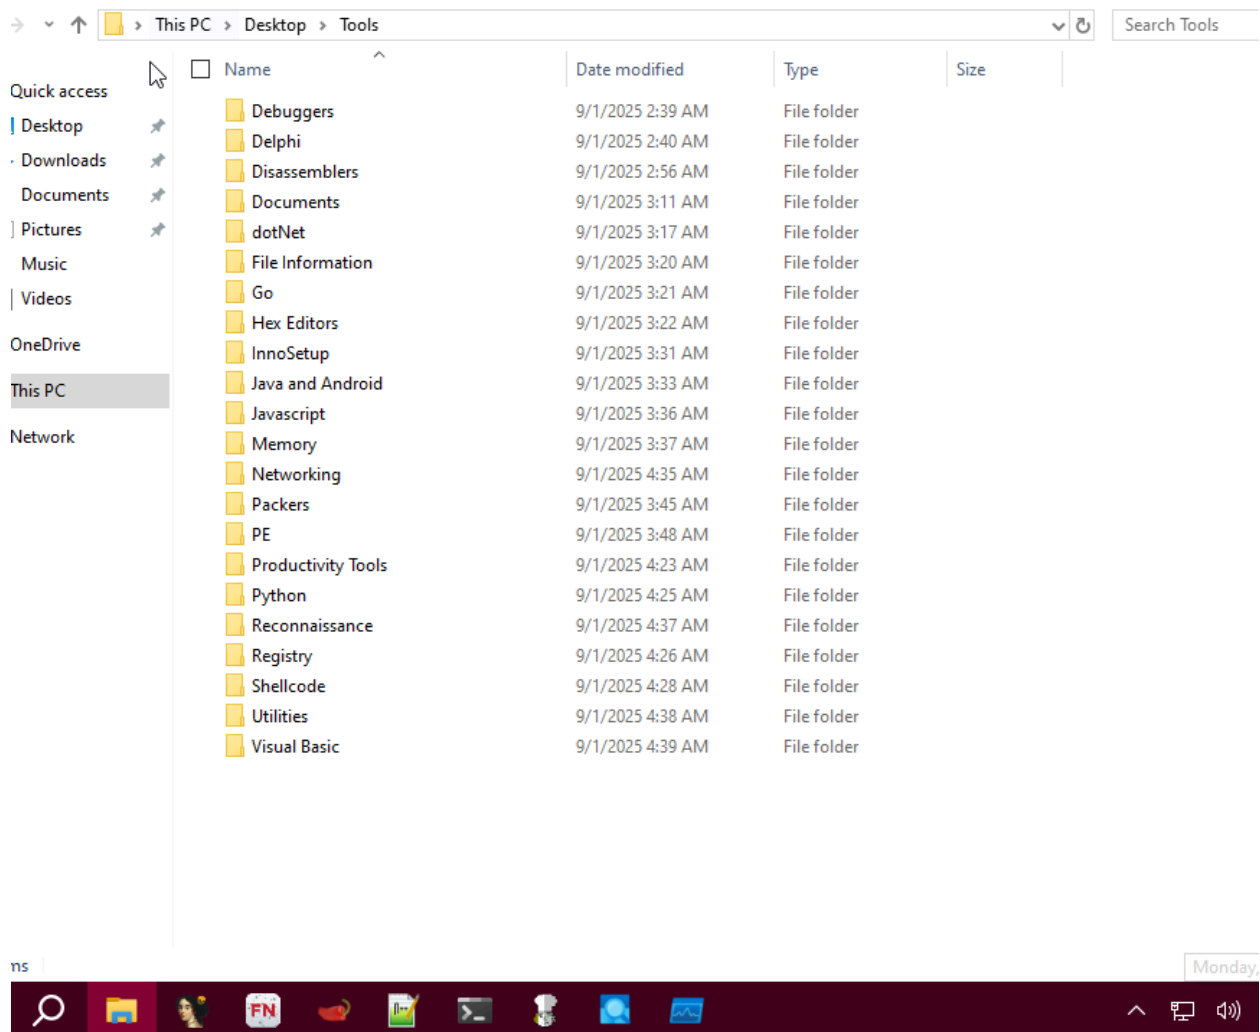 This PC > Desktop > Tools
Search Tools
Name Date modified Type Size
Quick access
Desktop
Downloads
Documents
Pictures
Music
Videos
OneDrive
This PC
Network
Debuggers 9/1/2025 2:39 AM File folder
Delphi 9/1/2025 2:40 AM File folder
Disassemblers 9/1/2025 2:56 AM File folder
Documents 9/1/2025 3:11 AM File folder
dotNet 9/1/2025 3:17 AM File folder
File Information 9/1/2025 3:20 AM File folder
Go 9/1/2025 3:21 AM File folder
Hex Editors 9/1/2025 3:22 AM File folder
InnoSetup 9/1/2025 3:31 AM File folder
Java and Android 9/1/2025 3:33 AM File folder
Javascript 9/1/2025 3:36 AM File folder
Memory 9/1/2025 3:37 AM File folder
Networking 9/1/2025 4:35 AM File folder
Packers 9/1/2025 3:45 AM File folder
PE 9/1/2025 3:48 AM File folder
Productivity Tools 9/1/2025 4:23 AM File folder
Python 9/1/2025 4:25 AM File folder
Reconnaissance 9/1/2025 4:37 AM File folder
Registry 9/1/2025 4:26 AM File folder
Shellcode 9/1/2025 4:28 AM File folder
Utilities 9/1/2025 4:38 AM File folder
Visual Basic 9/1/2025 4:39 AM File folder
ms
Monday,
FN